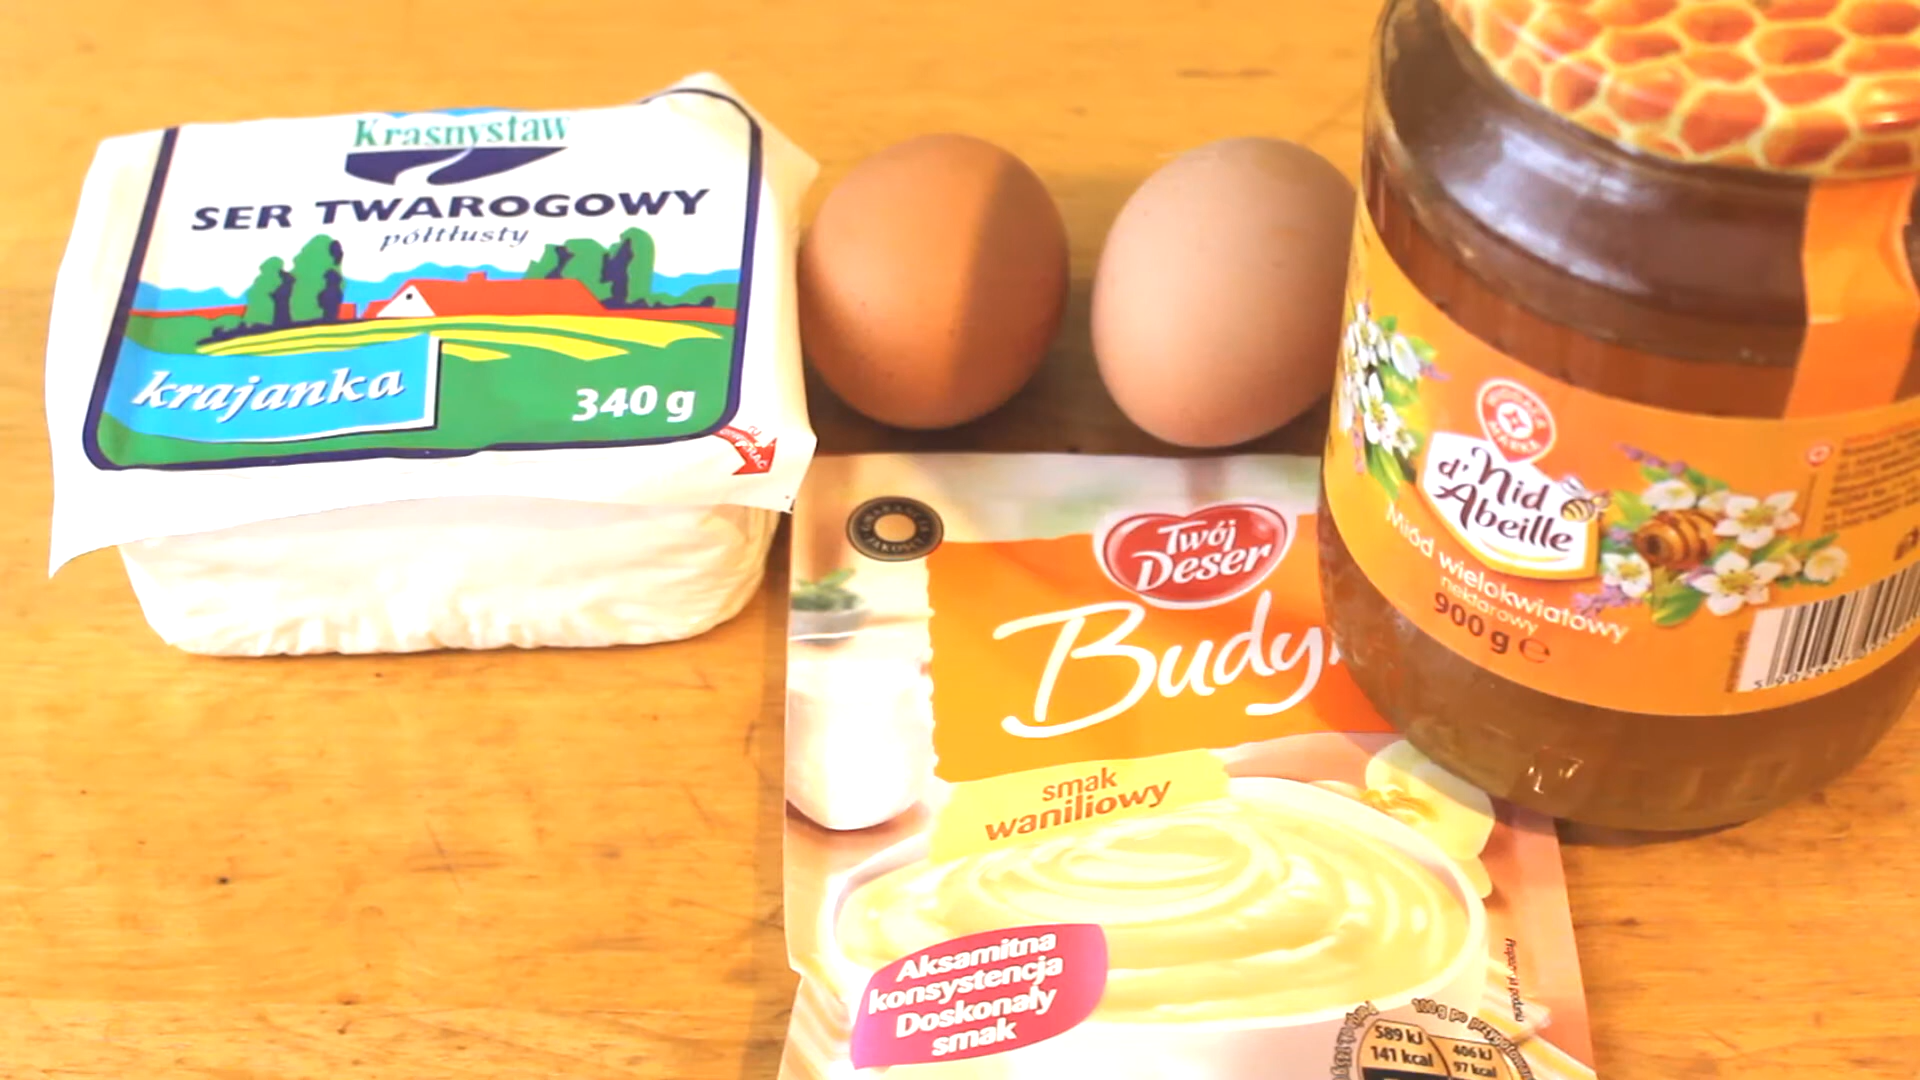 Krasnystaw
SER TWAROGOWY
półtłusty
krajanka
340 g
Twój
Deser
Budy
smak
waniliowy
Aksamitna
konsystencja
Doskonały
smak
589 kJ
141 kcal
406 kJ
97 kcal
d'Nid
Abeille
Miód wielokwiatowy
nektarowy
900 g e